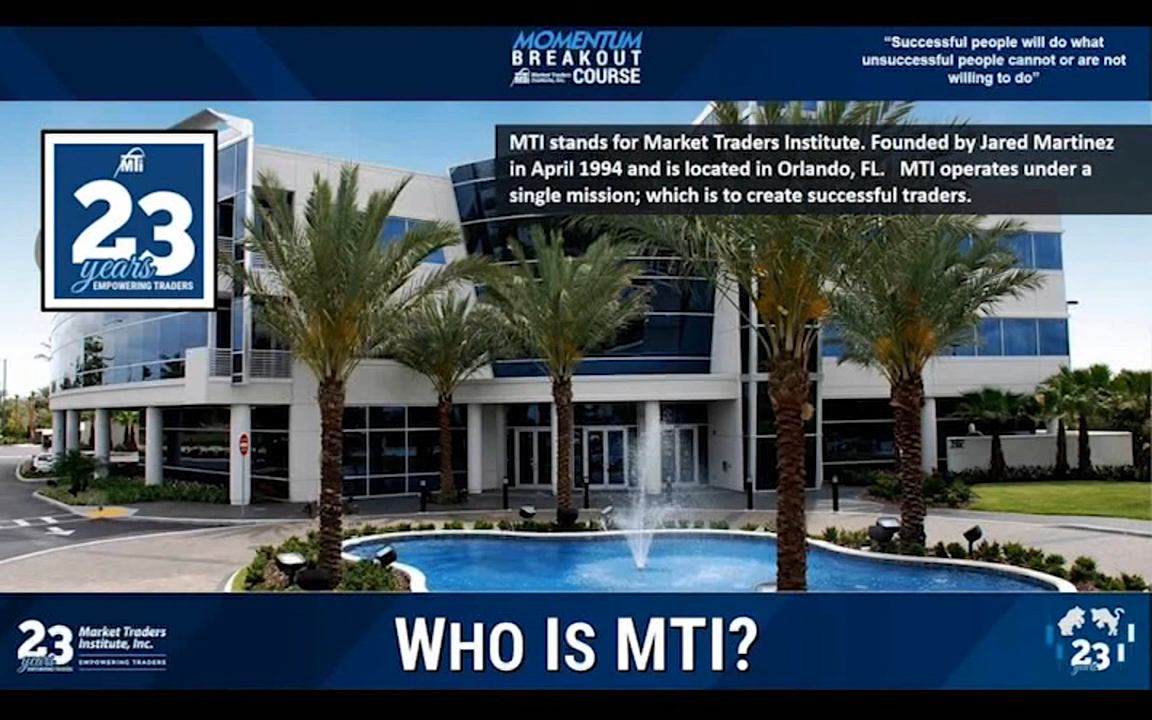 MOMENTUM
BREAKOUT
MTI Market Traders Institute, Inc. COURSE
“Successful people will do what
unsuccessful people cannot or are not
willing to do”
MTI
23
years
EMPOWERING TRADERS
MTI stands for Market Traders Institute. Founded by Jared Martinez
in April 1994 and is located in Orlando, FL. MTI operates under a
single mission; which is to create successful traders.
23
years
EMPOWERING TRADERS
Market Traders
Institute, Inc.
EMPOWERING TRADERS
WHO IS MTI?
23
years